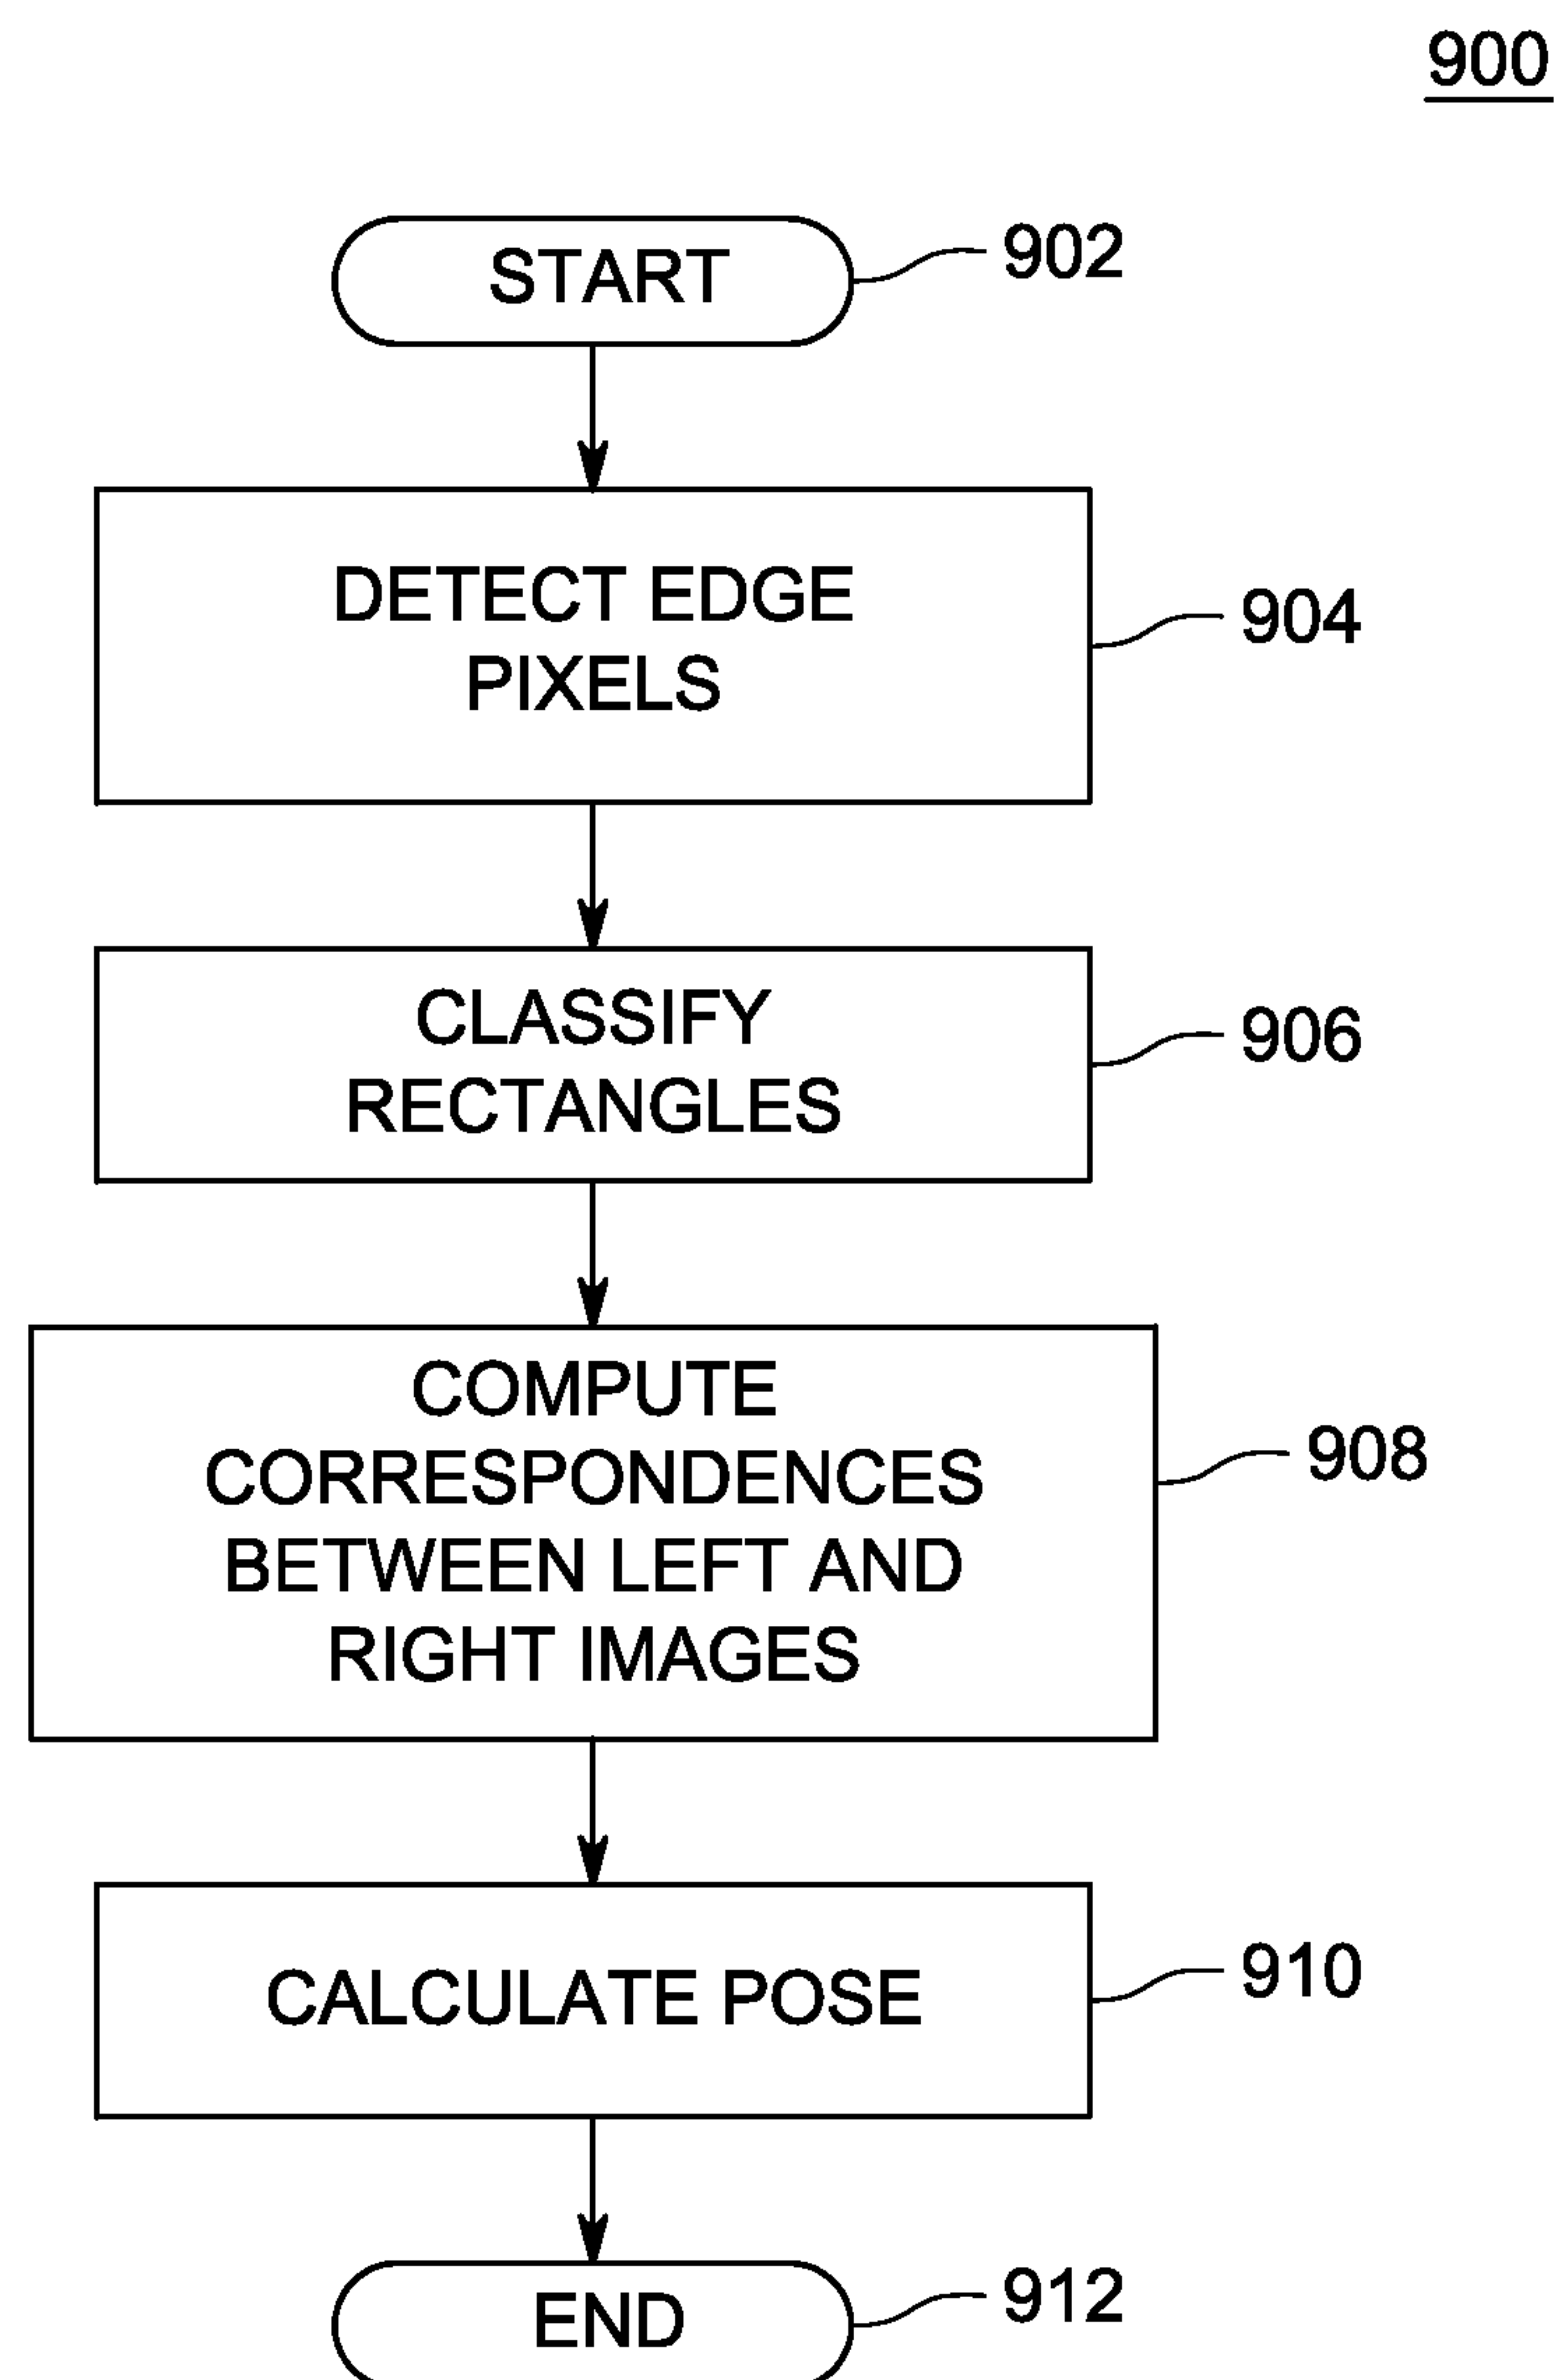 900
START
902
DETECT EDGE
PIXELS
904
CLASSIFY
RECTANGLES
906
COMPUTE
CORRESPONDENCES
BETWEEN LEFT AND
RIGHT IMAGES
908
CALCULATE POSE
910
END
912